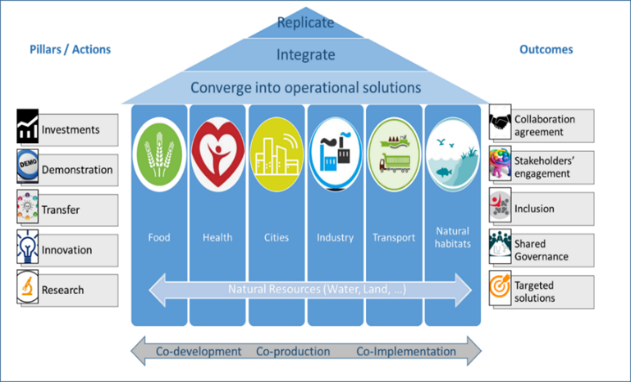 Replicate
Integrate
Converge into operational solutions
Pillars / Actions
Investments
DEMO
Demonstration
Transfer
Innovation
Research
Food
Health
Cities
Industry
Transport
Natural
habitats
Natural Resources (Water, Land, ...)
Co-development Co-production Co-Implementation
Outcomes
Collaboration
agreement
Stakeholders'
engagement
Inclusion
Shared
Governance
Targeted
solutions